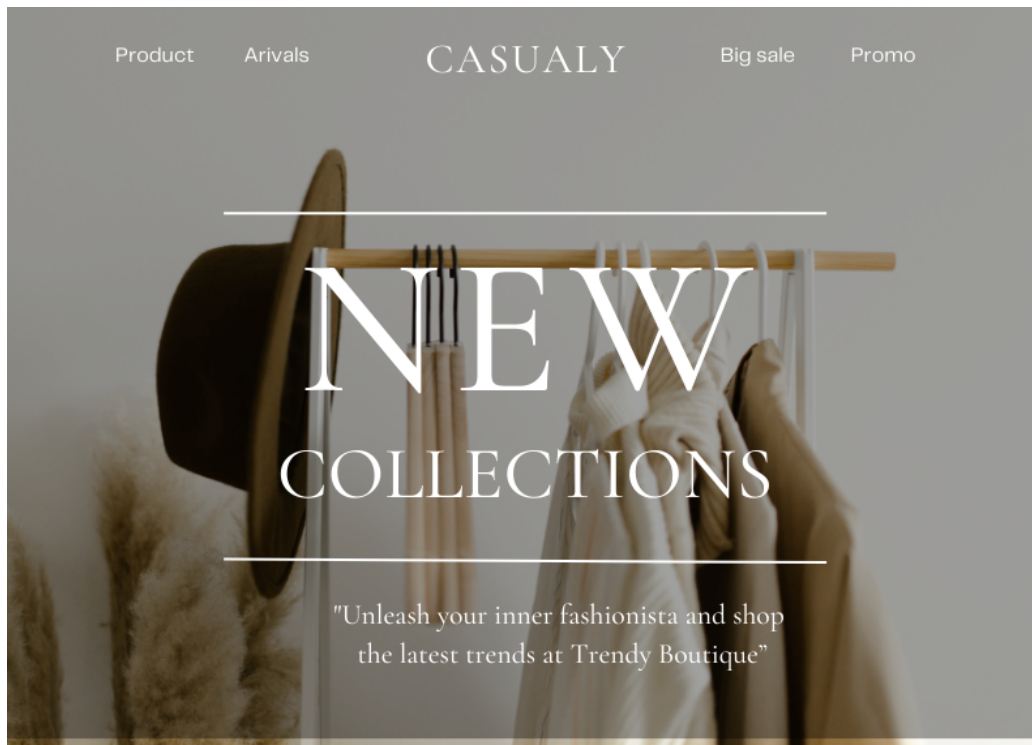 Product Arivals CASUALY Big sale Promo
NEW
COLLECTIONS
"Unleash your inner fashionista and shop
the latest trends at Trendy Boutique”